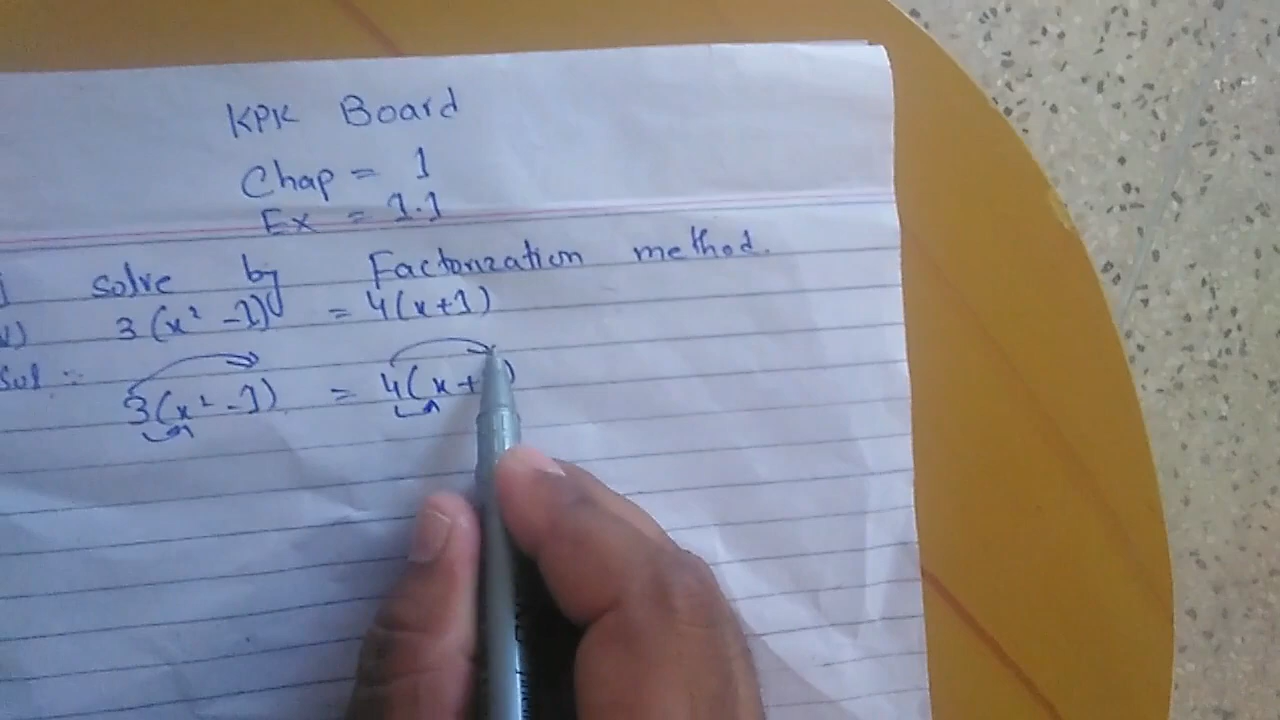 KPK Board
Chap = 1
Ex = 1.1
solve by Factorization method.
3(x² -1) = 4(x+1)
Sol :-
3(x² -1) = 4(x+ )